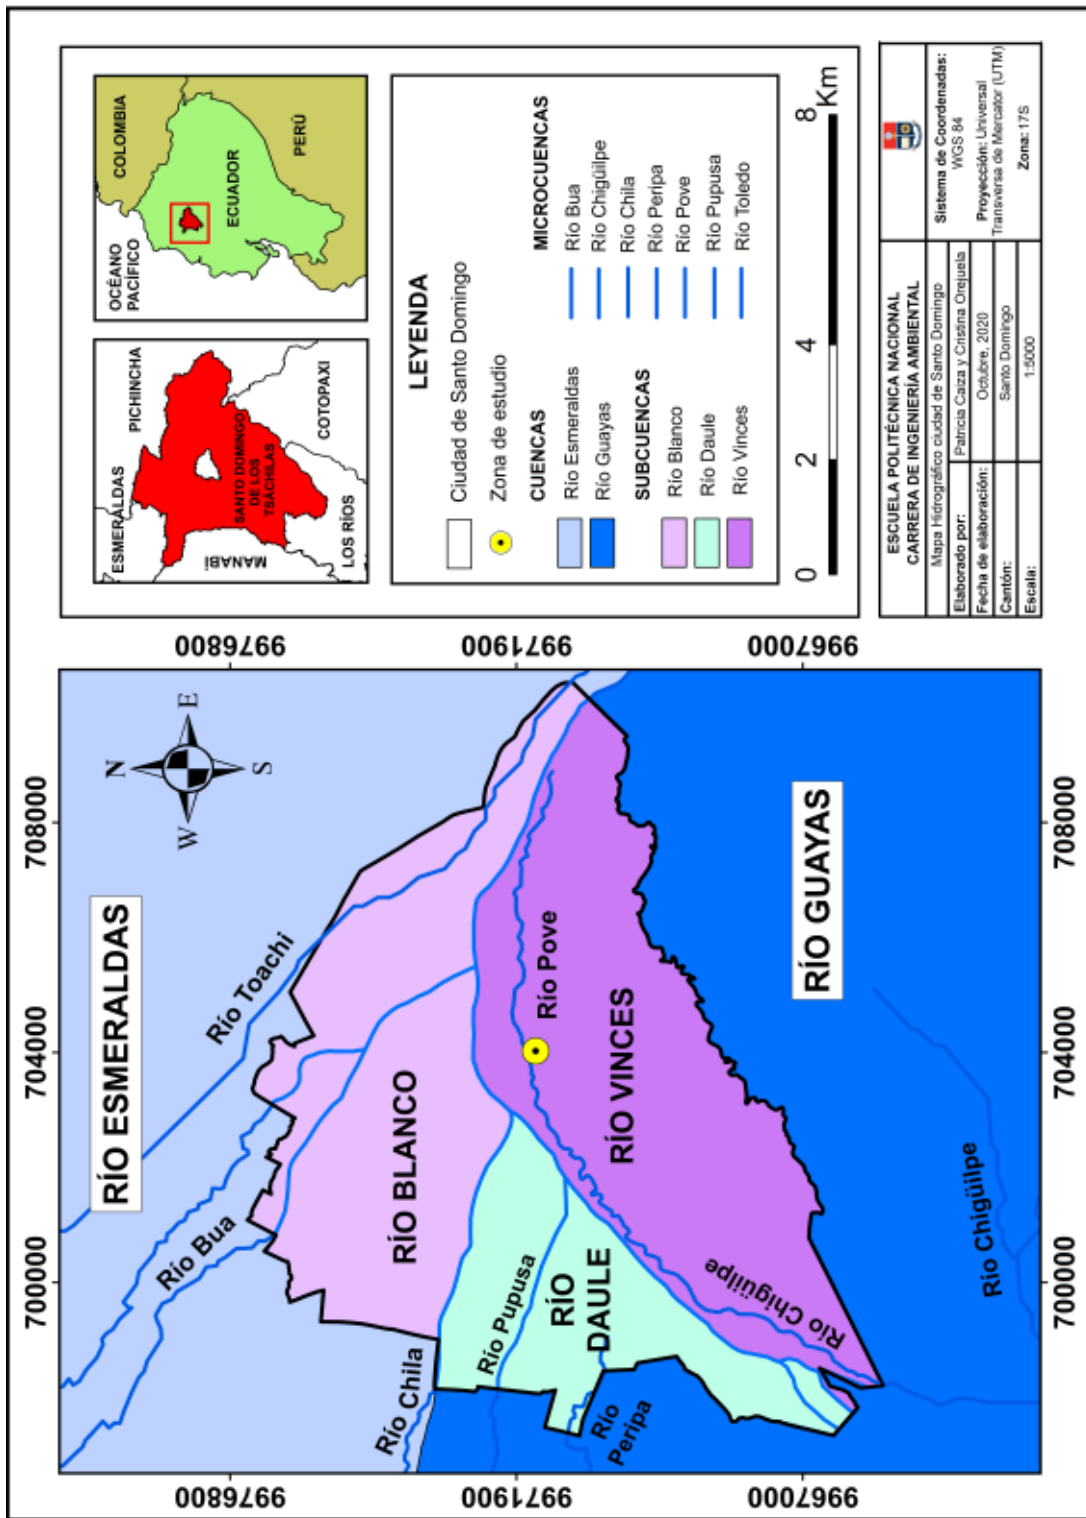 700000
704000
708000
9976800
9971900
9967000
9976800
9971900
9967000
RÍO ESMERALDAS
N
W
E
S
Río Toachi
Río Bua
RÍO BLANCO
Río Chila
Río Pupusa
RÍO
DAULE
Río
Peripa
Río Pove
RÍO VINCES
Río Chigüilpe
RÍO GUAYAS
Río Chigüilpe
700000
704000
708000
ESMERALDAS
PICHINCHA
SANTO DOMINGO
DE LOS
TSÁCHILAS
MANABÍ
COTOPAXI
LOS RÍOS
OCÉANO
PACÍFICO
COLOMBIA
ECUADOR
PERÚ
LEYENDA
Ciudad de Santo Domingo
Zona de estudio
CUENCAS
Río Esmeraldas
Río Guayas
SUBCUENCAS
Río Blanco
Río Daule
Río Vinces
MICROCUENCAS
Río Bua
Río Chigüilpe
Río Chila
Río Peripa
Río Pove
Río Pupusa
Río Toledo
0 2 4 8
Km
ESCUELA POLITÉCNICA NACIONAL
CARRERA DE INGENIERÍA AMBIENTAL
Mapa Hidrográfico ciudad de Santo Domingo
Elaborado por: Patricia Caiza y Cristina Orejuela
Fecha de elaboración: Octubre, 2020
Cantón: Santo Domingo
Escala: 1:5000
Sistema de Coordenadas:
WGS 84
Proyección: Universal
Transversa de Mercator (UTM)
Zona: 17S